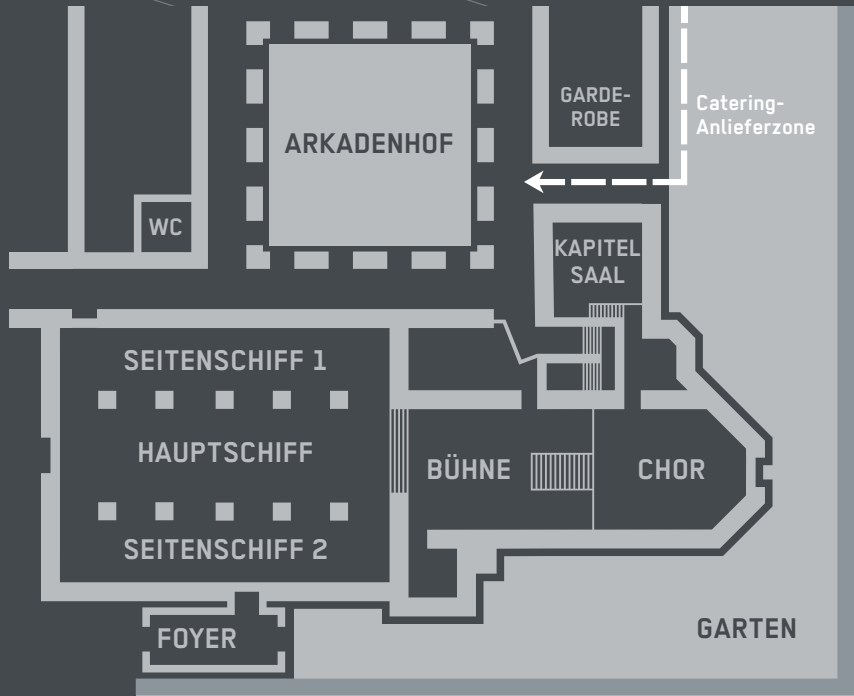 GARDE-
ROBE
Catering-
Anlieferzone
ARKADENHOF
WC
KAPITEL
SAAL
SEITENSCHIFF 1
HAUPTSCHIFF
BÜHNE
CHOR
SEITENSCHIFF 2
FOYER
GARTEN